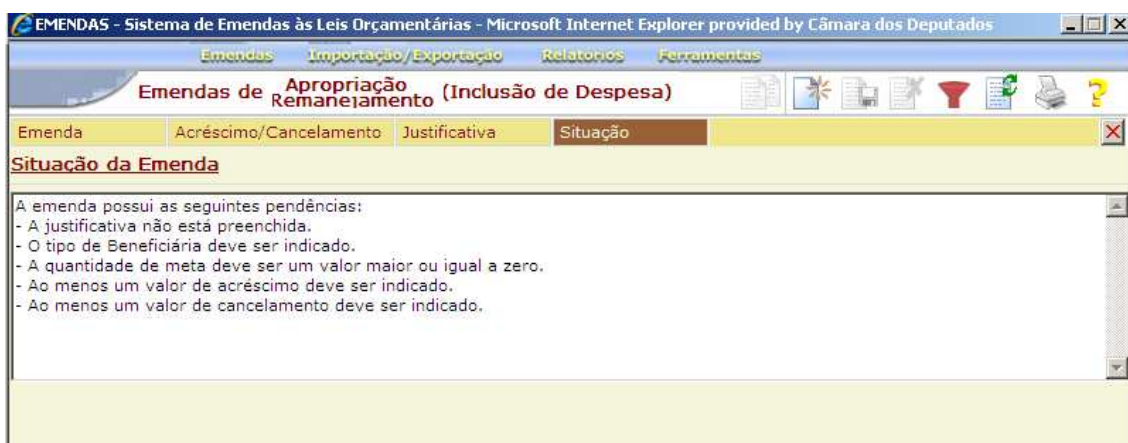 EMENDAS - Sistema de Emendas às Leis Orçamentárias - Microsoft Internet Explorer provided by Câmara dos Deputados
Emendas Importação/Exportação Relatórios Ferramentas
Emendas de Apropriação Remanejamento (Inclusão de Despesa)
Emenda Acréscimo/Cancelamento Justificativa Situação
Situação da Emenda
A emenda possui as seguintes pendências:
- A justificativa não está preenchida.
- O tipo de Beneficiária deve ser indicado.
- A quantidade de meta deve ser um valor maior ou igual a zero.
- Ao menos um valor de acréscimo deve ser indicado.
- Ao menos um valor de cancelamento deve ser indicado.